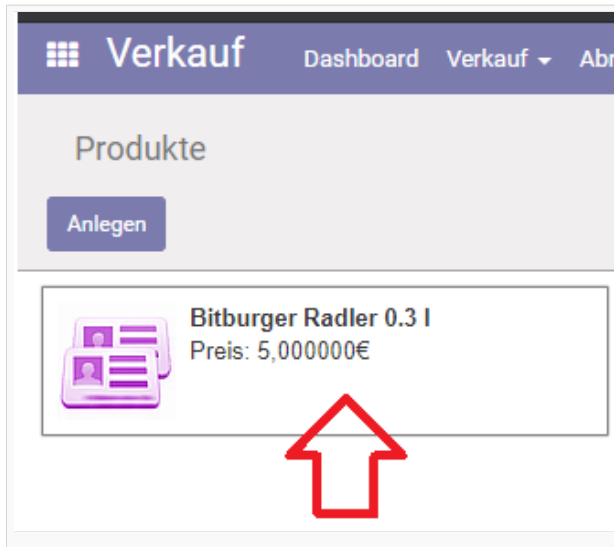 Verkauf Dashboard Verkauf
Produkte
Anlegen
Bitburger Radler 0.3 l
Preis: 5,000000€